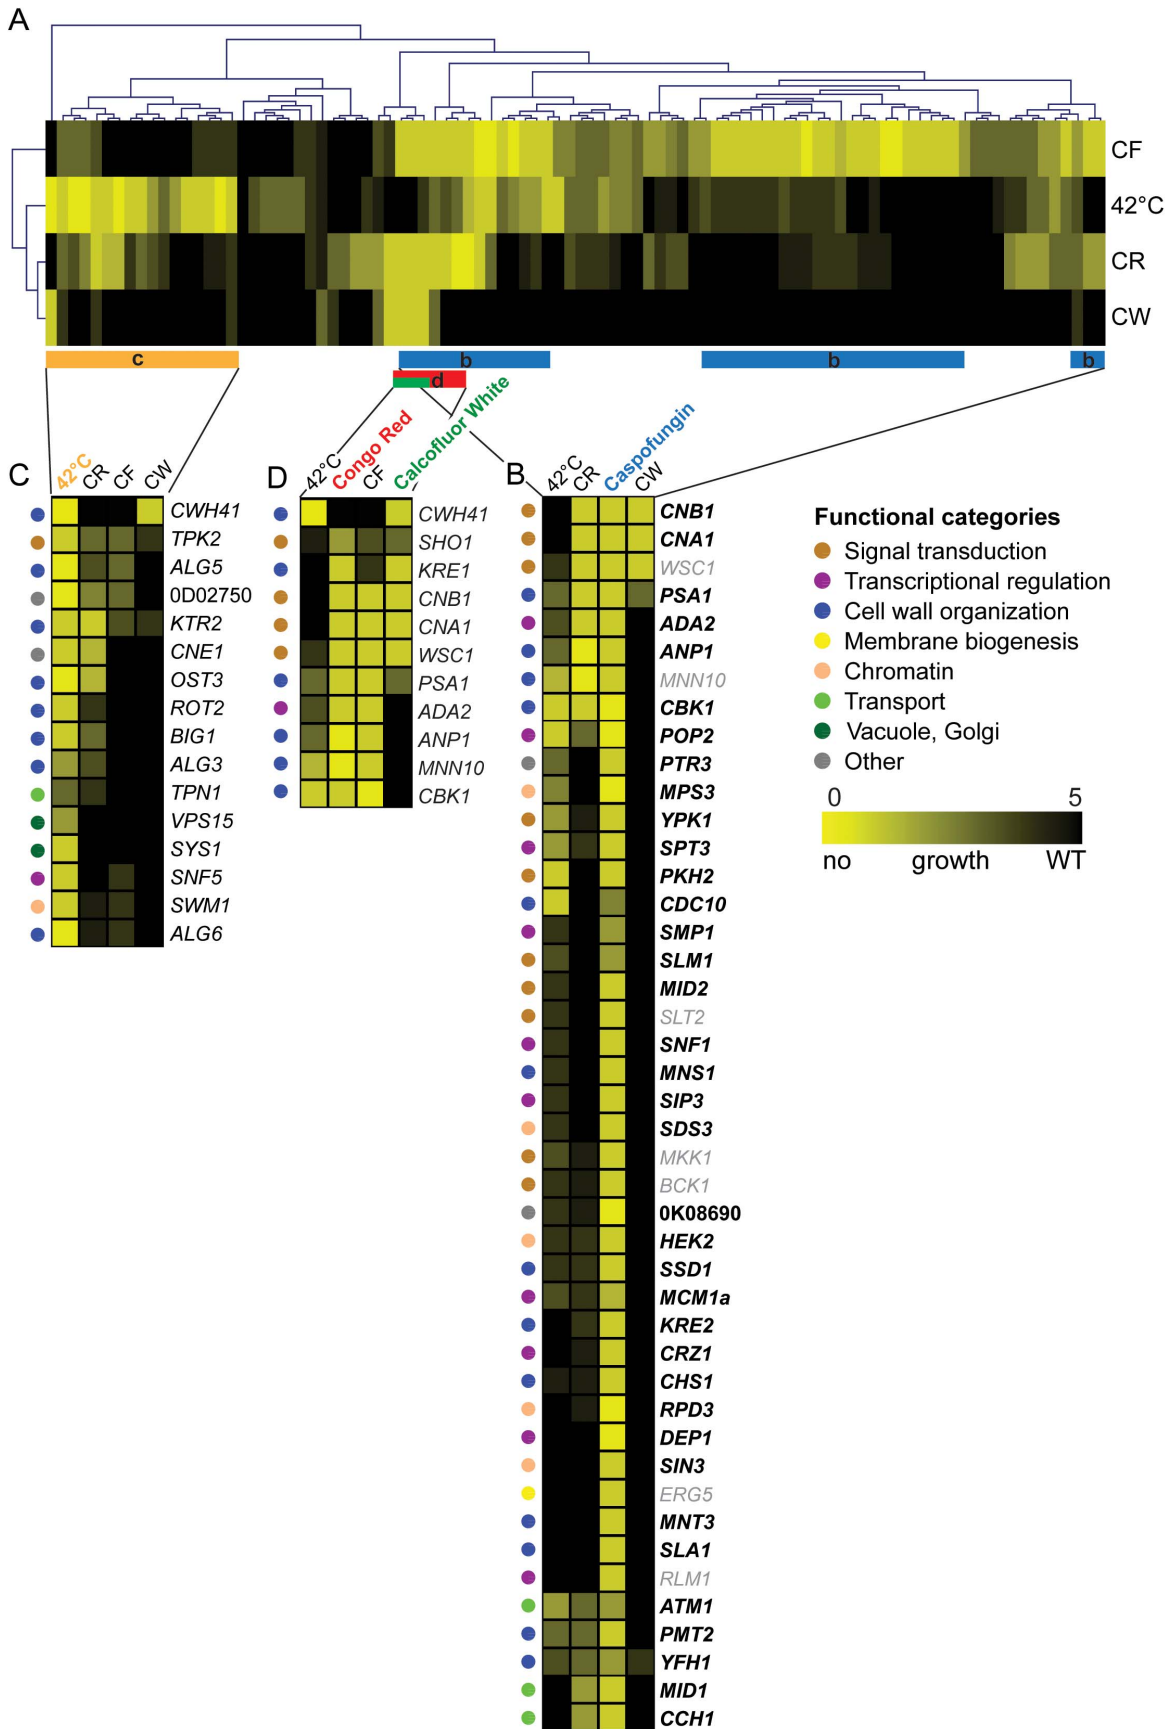 A
CF
42°C
CR
CW
c
b
b
b
d
C
42°C
CR
CF
CW
CWH41
TPK2
ALG5
0D02750
KTR2
CNE1
OST3
ROT2
BIG1
ALG3
TPN1
VPS15
SYS1
SNF5
SWM1
ALG6
D
42°C
Congo Red
CF
Calcofluor White
CWH41
SHO1
KRE1
CNB1
CNA1
WSC1
PSA1
ADA2
ANP1
MNN10
CBK1
B
42°C
CR
Caspofungin
CW
CNB1
CNA1
WSC1
PSA1
ADA2
ANP1
MNN10
CBK1
POP2
PTR3
MPS3
YPK1
SPT3
PKH2
CDC10
SMP1
SLM1
MID2
SLT2
SNF1
MNS1
SIP3
SDS3
MKK1
BCK1
0K08690
HEK2
SSD1
MCM1a
KRE2
CRZ1
CHS1
RPD3
DEP1
SIN3
ERG5
MNT3
SLA1
RLM1
ATM1
PMT2
YFH1
MID1
CCH1
Functional categories
Signal transduction
Transcriptional regulation
Cell wall organization
Membrane biogenesis
Chromatin
Transport
Vacuole, Golgi
Other
0 5
no growth WT